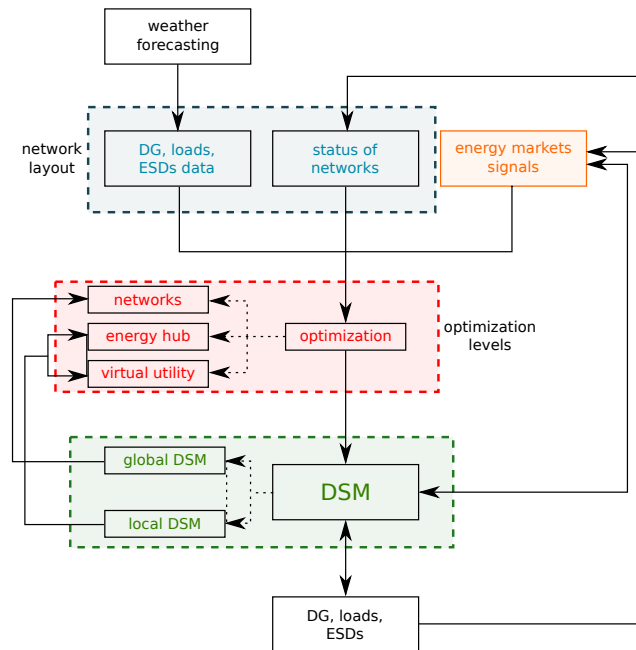 weather
forecasting
network
layout
DG, loads,
ESDs data
status of
networks
energy markets
signals
networks
energy hub
virtual utility
optimization
optimization
levels
global DSM
local DSM
DSM
DG, loads,
ESDs